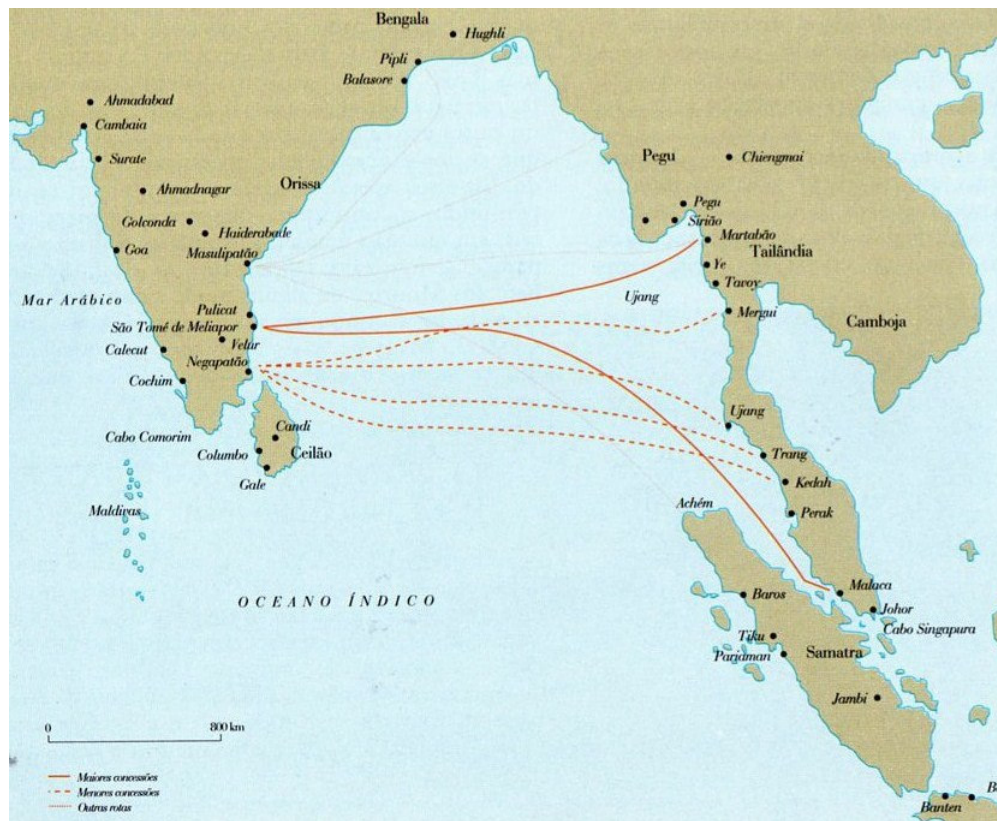 Bengala
Hughli
Pipli
Balasore
Ahmadabad
Cambaia
Surate
Ahmadnagar
Orissa
Golconda
Haiderabade
Goa
Masulipatão
Mar Arábico
Pulicat
São Tomé de Meliapor
Velur
Calecut
Negapatão
Cochim
Cabo Comorim
Candi
Columbo
Ceilão
Gale
Maldivas
Pegu
Chiengmai
Pegu
Sirião
Martabão
Tailândia
Ye
Tavoy
Ujang
Mergui
Camboja
Ujang
Trang
Kedah
Achém
Perak
Malaca
Baros
Johor
Cabo Singapura
Tiku
Samatra
Pariaman
Jambi
OCEANO ÍNDICO
0 800 km
Maiores concessões
Menores concessões
Outras rotas
Banten